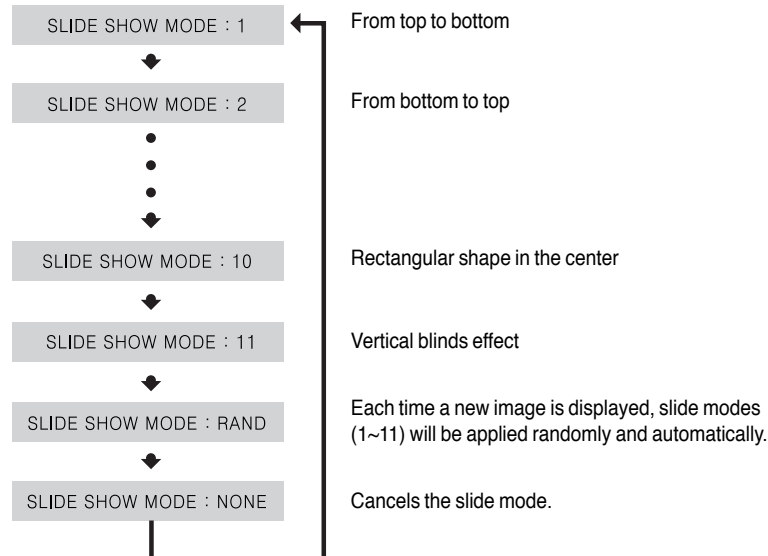 SLIDE SHOW MODE : 1
From top to bottom
SLIDE SHOW MODE : 2
From bottom to top
SLIDE SHOW MODE : 10
Rectangular shape in the center
SLIDE SHOW MODE : 11
Vertical blinds effect
SLIDE SHOW MODE : RAND
Each time a new image is displayed, slide modes
(1~11) will be applied randomly and automatically.
SLIDE SHOW MODE : NONE
Cancels the slide mode.